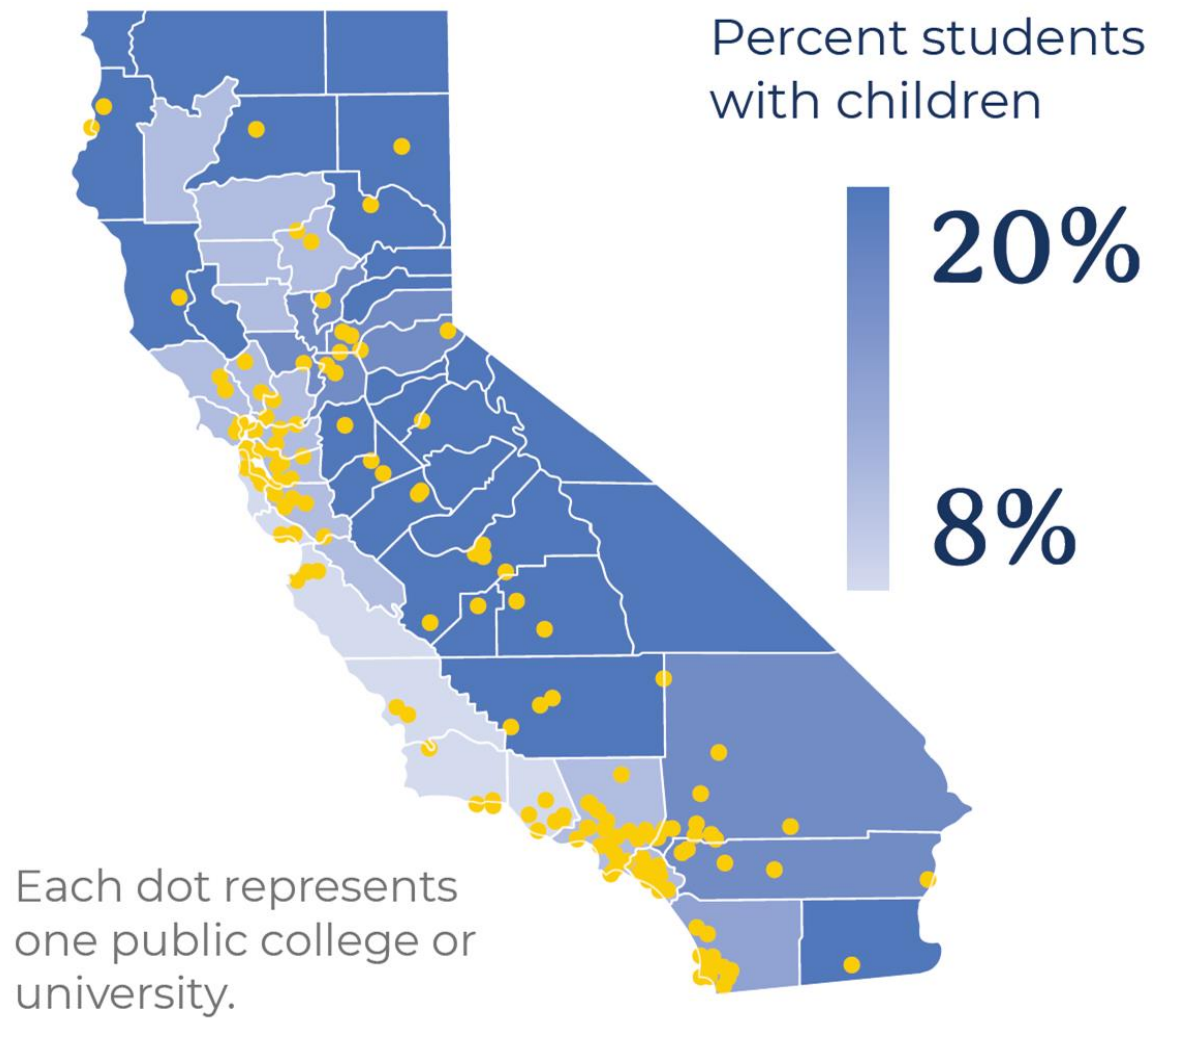 Percent students
with children
20%
8%
Each dot represents
one public college or
university.